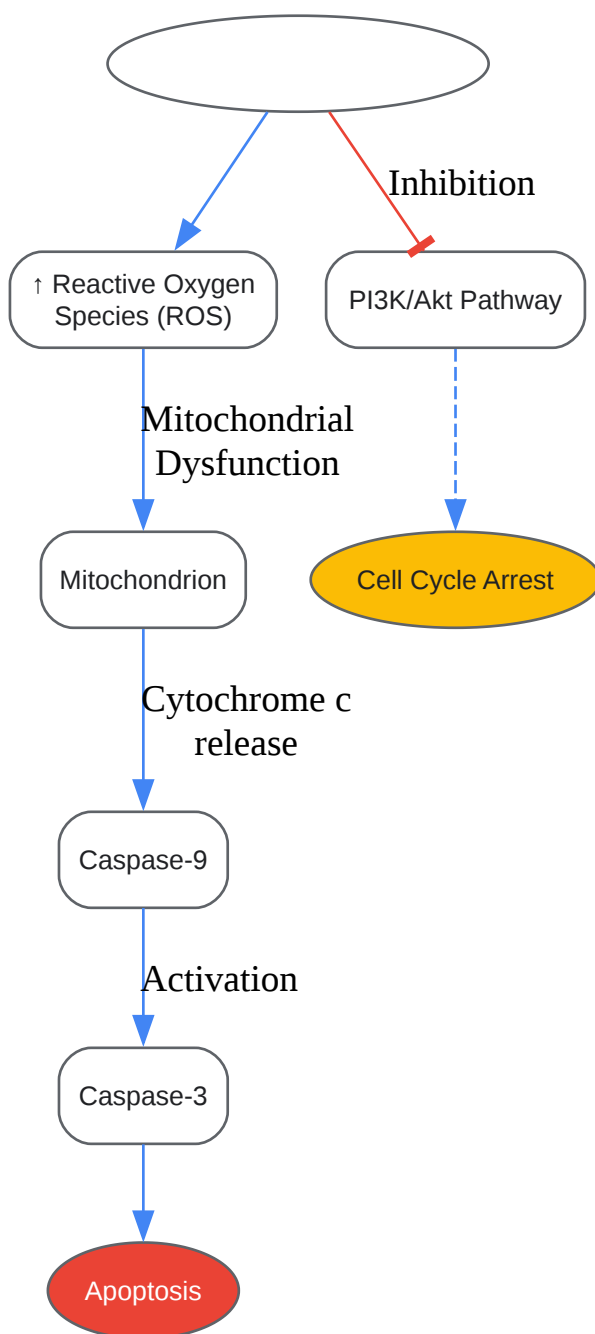 Inhibition
↑ Reactive Oxygen
Species (ROS)
PI3K/Akt Pathway
Mitochondrial
Dysfunction
Mitochondrion
Cell Cycle Arrest
Cytochrome c
release
Caspase-9
Activation
Caspase-3
Apoptosis